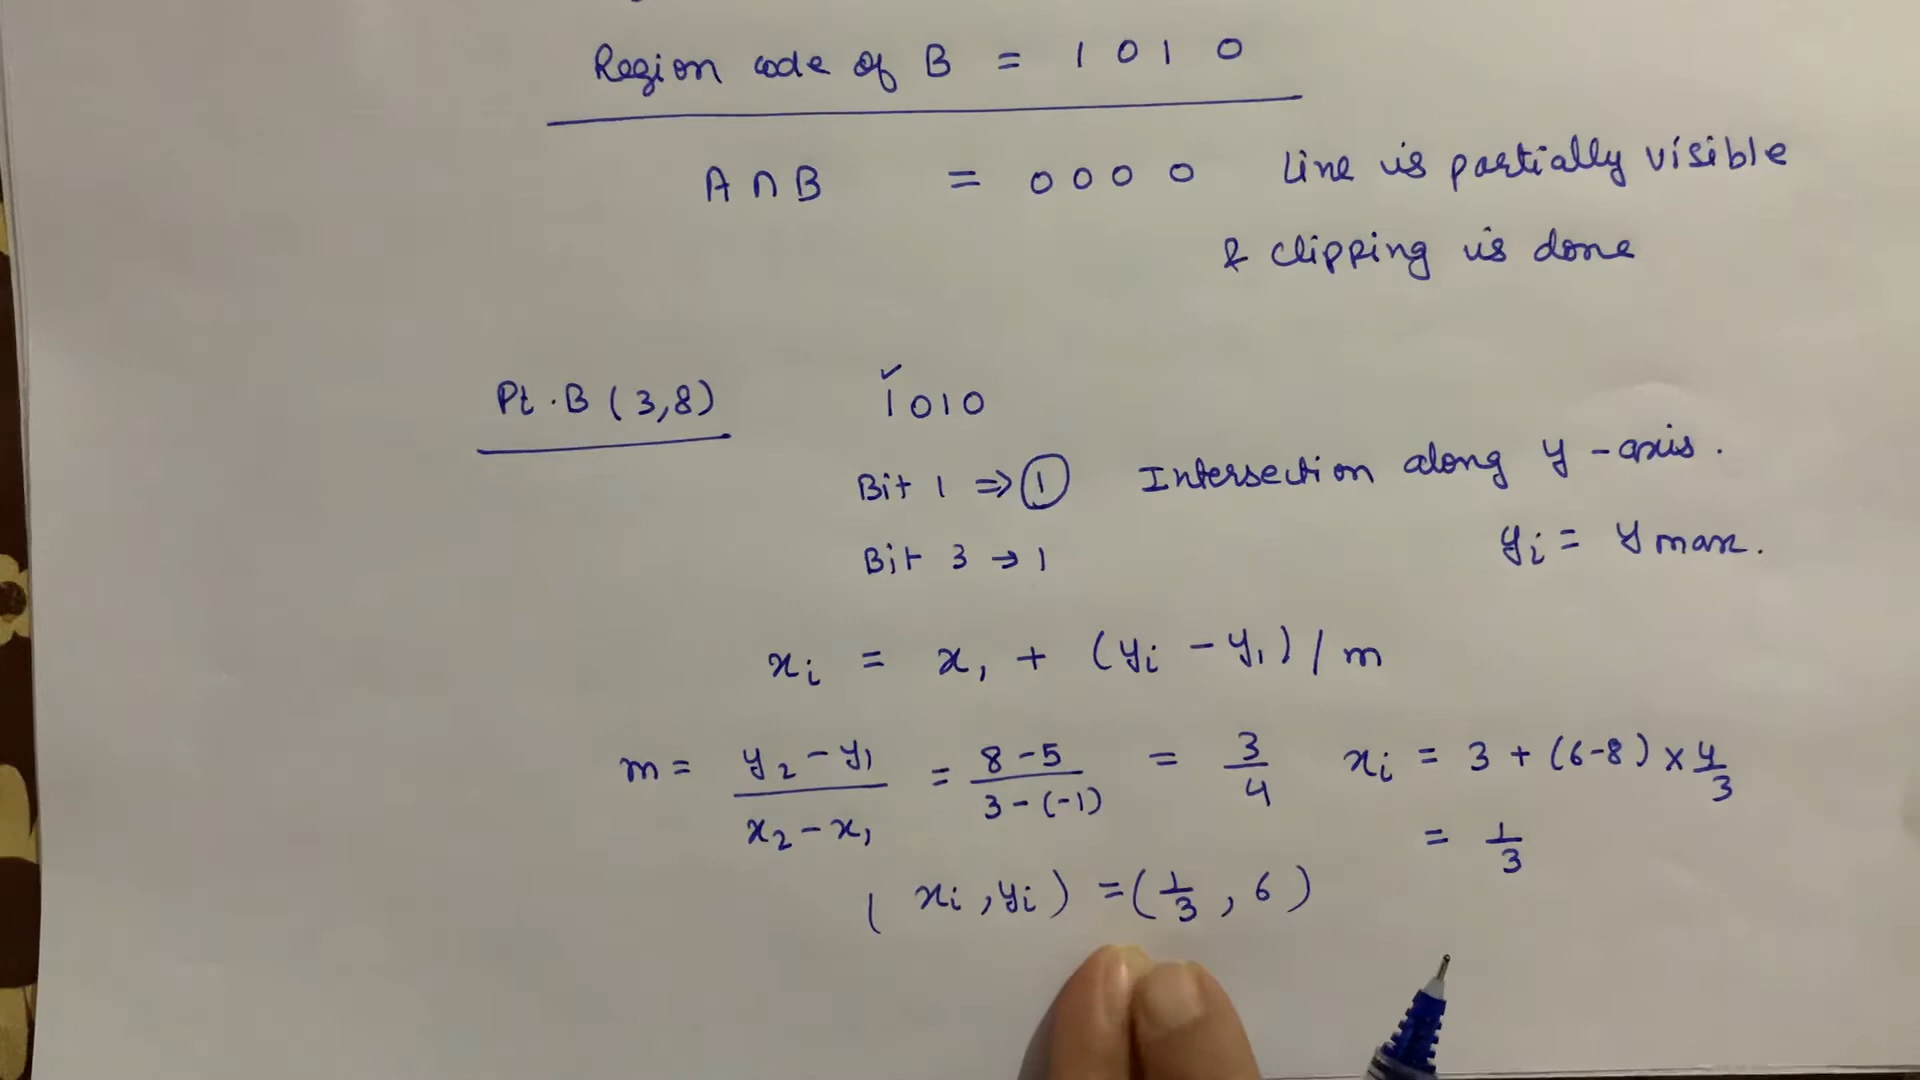 Region code of B = 1 0 1 0
A ∩ B = 0 0 0 0 Line is partially visible
& clipping is done
Pt. B (3,8) 1010
Bit 1 ⇒ 1 Intersection along y-axis.
Bit 3 → 1 yi = ymax.
xi = x1 + (yi - y1) / m
m = y2 - y1 / x2 - x1 = 8 - 5 / 3 - (-1) = 3/4 xi = 3 + (6-8) x 4/3
= 1/3
( xi , yi ) = ( 1/3 , 6 )